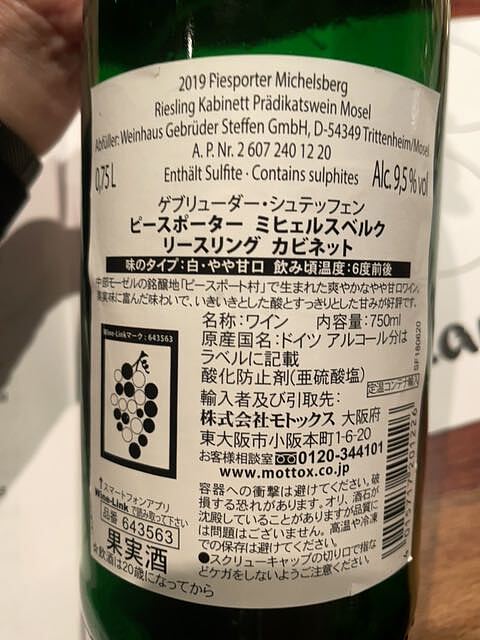 2019 Piesporter Michelsberg
Riesling Kabinett Prädikatswein Mosel
Abfüller: Weinhaus Gebrüder Steffen GmbH, D-54349 Trittenheim/Mosel
A. P. Nr. 2 607 240 12 20
0,75 L
Enthält Sulfite · Contains sulphites
Alc. 9,5 % vol
ゲブリューダー・シュテッフェン
ピースポーター ミヒェルスベルク
リースリング カビネット
味のタイプ:白・やや甘口 飲み頃温度:6度前後
中部モーゼルの銘醸地「ピースポート村」で生まれた爽やかなやや甘口ワイン。
果実味に富んだ味わいで、いきいきとした酸とすっきりとした甘みが好評です。
Wine-Linkマーク:643563
名称:ワイン 内容量:750ml
原産国名:ドイツ アルコール分は
ラベルに記載
酸化防止剤(亜硫酸塩)
定温コンテナ輸入
SF180620
輸入者及び引取先:
株式会社モトックス 大阪府
東大阪市小阪本町1-6-20
お客様相談室 0120-344101
www.mottox.co.jp
↑スマートフォンアプリ
Wine-Linkで読み取って下さい
品番 643563
果実酒
☆飲酒は20歳になってから
容器への衝撃は避けてください。破
損する恐れがあります。オリ、酒石が
沈殿していることがありますが品質に
は問題はございません。高温や冷凍
での保存は避けてください。
●スクリューキャップの切り口で指な
どケガをしないようご注意ください。